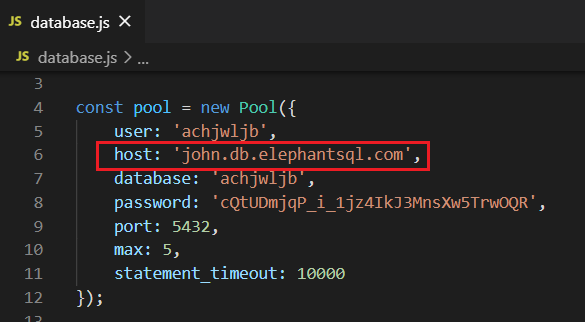 JS database.js ×
JS database.js > ...
3
4 const pool = new Pool({
5 user: 'achjwljb',
6 host: 'john.db.elephantsql.com',
7 database: 'achjwljb',
8 password: 'cQtUDmjqP_i_1jz4IkJ3MnsXw5TrwOQR',
9 port: 5432,
10 max: 5,
11 statement_timeout: 10000
12 });
13